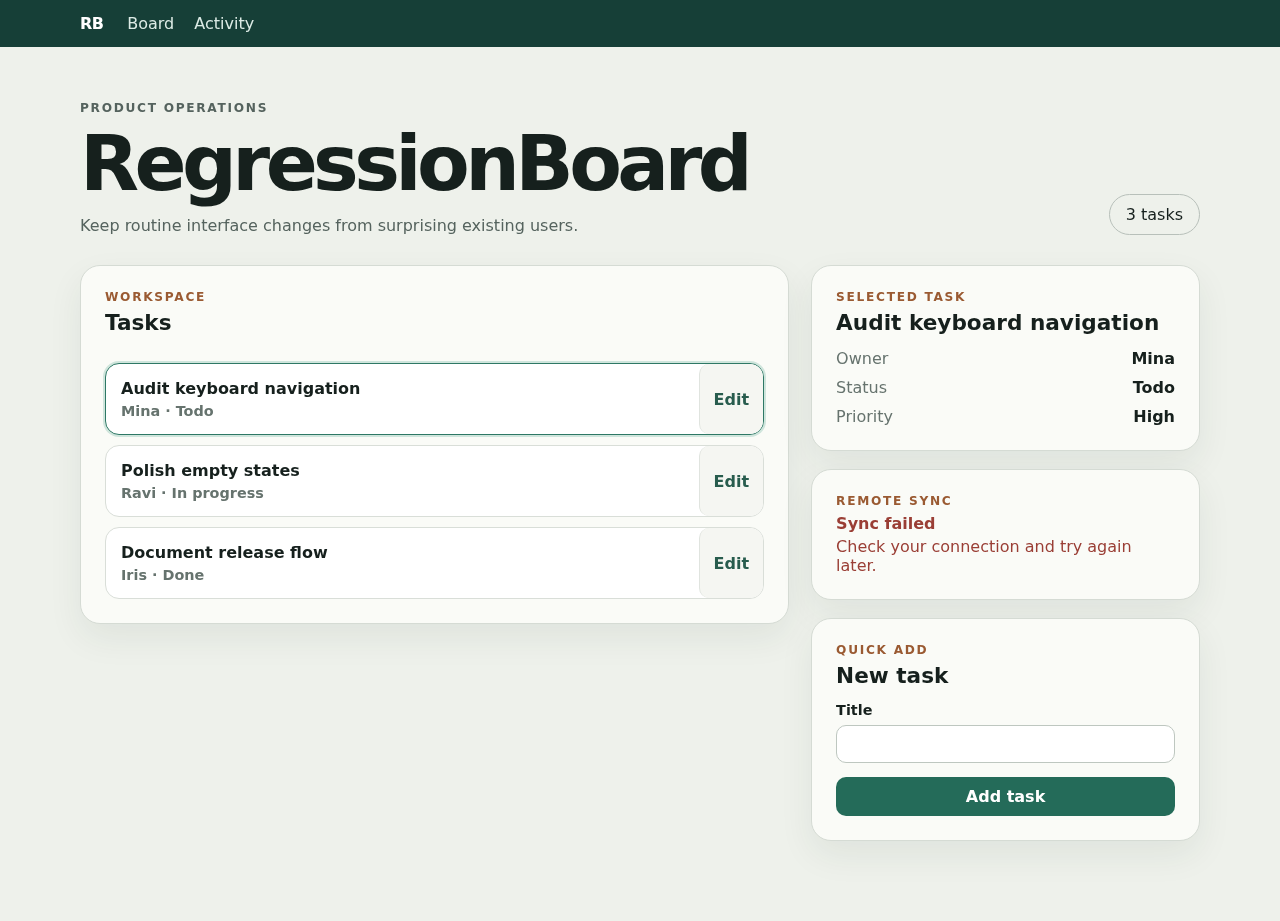 RB Board Activity
PRODUCT OPERATIONS
RegressionBoard
Keep routine interface changes from surprising existing users.
3 tasks
WORKSPACE
Tasks
Audit keyboard navigation
Mina · Todo
Edit
Polish empty states
Ravi · In progress
Edit
Document release flow
Iris · Done
Edit
SELECTED TASK
Audit keyboard navigation
Owner Mina
Status Todo
Priority High
REMOTE SYNC
Sync failed
Check your connection and try again
later.
QUICK ADD
New task
Title
Add task